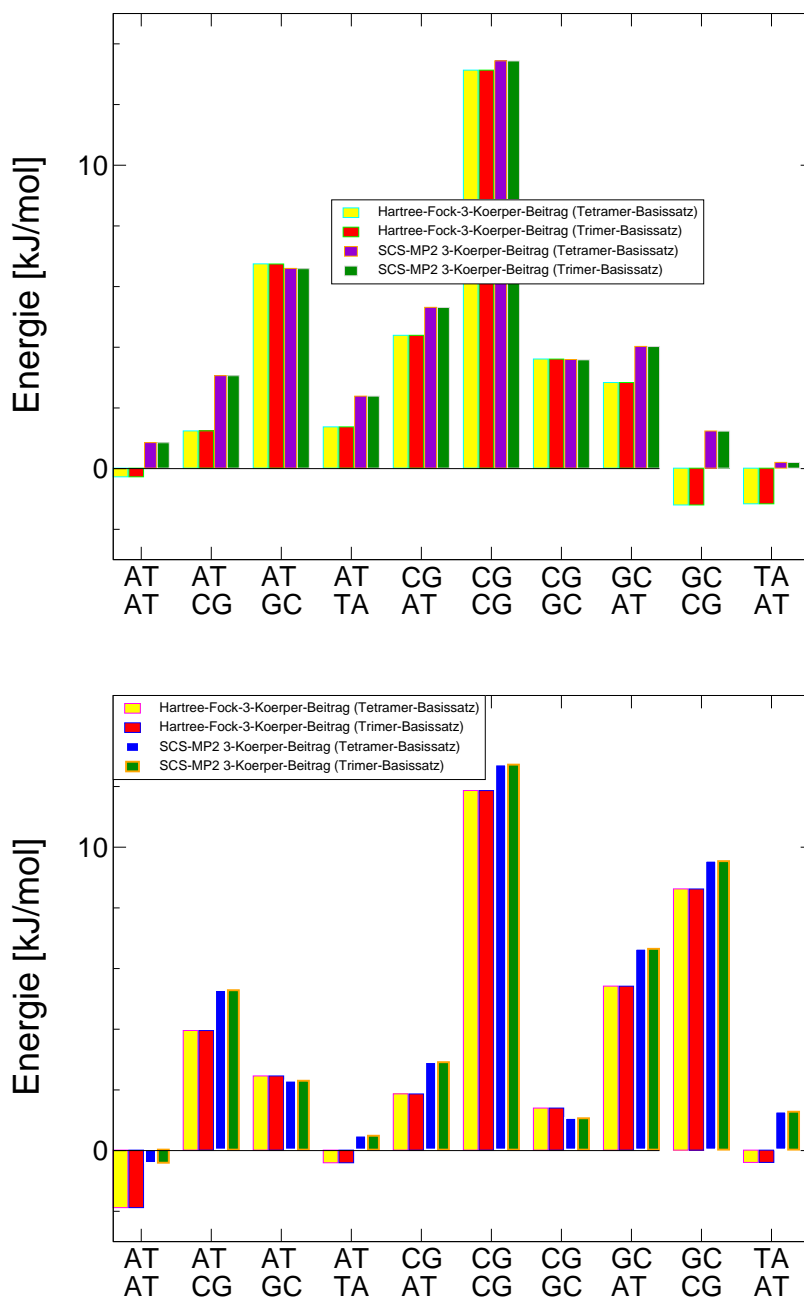 10
Hartree-Fock-3-Koerper-Beitrag (Tetramer-Basissatz)
Hartree-Fock-3-Koerper-Beitrag (Trimer-Basissatz)
SCS-MP2 3-Koerper-Beitrag (Tetramer-Basissatz)
SCS-MP2 3-Koerper-Beitrag (Trimer-Basissatz)
Energie [kJ/mol]
0
AT AT AT AT CG CG CG GC GC TA
AT CG GC TA AT CG GC AT CG AT
Hartree-Fock-3-Koerper-Beitrag (Tetramer-Basissatz)
Hartree-Fock-3-Koerper-Beitrag (Trimer-Basissatz)
SCS-MP2 3-Koerper-Beitrag (Tetramer-Basissatz)
SCS-MP2 3-Koerper-Beitrag (Trimer-Basissatz)
10
Energie [kJ/mol]
0
AT AT AT AT CG CG CG GC GC TA
AT CG GC TA AT CG GC AT CG AT